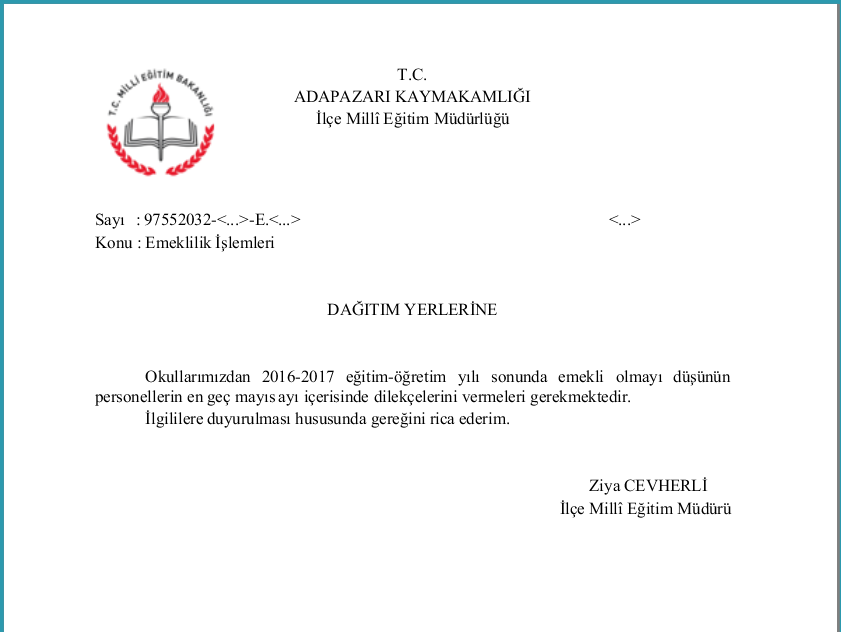 T.C. MİLLİ EĞİTİM BAKANLIĞI
T.C.
ADAPAZARI KAYMAKAMLIĞI
İlçe Millî Eğitim Müdürlüğü
Sayı : 97552032-<...>-E.<...> <...>
Konu : Emeklilik İşlemleri
DAĞITIM YERLERİNE
Okullarımızdan 2016-2017 eğitim-öğretim yılı sonunda emekli olmayı düşünün
personellerin en geç mayıs ayı içerisinde dilekçelerini vermeleri gerekmektedir.
İlgililere duyurulması hususunda gereğini rica ederim.
Ziya CEVHERLİ
İlçe Millî Eğitim Müdürü